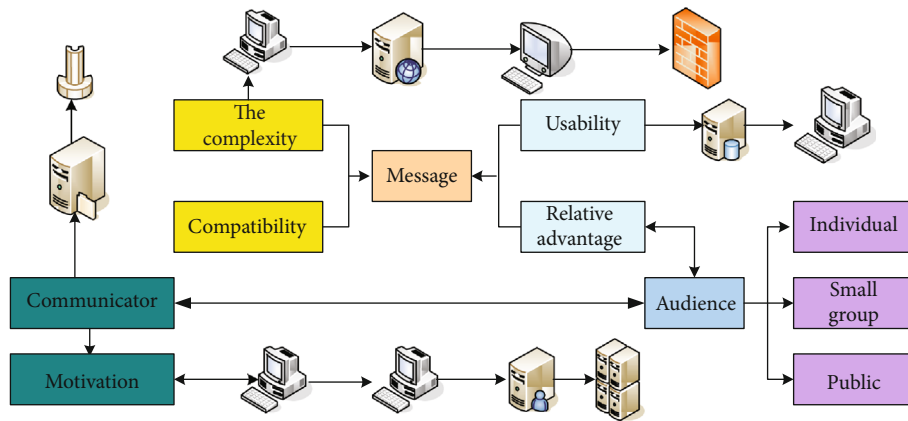 The
complexity
Usability
Message
Compatibility
Relative
advantage
Individual
Communicator
Audience
Small
group
Motivation
Public